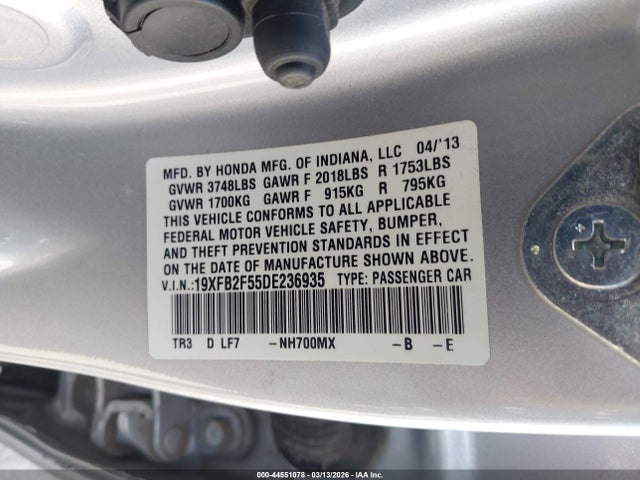 MFD. BY HONDA MFG. OF INDIANA, LLC 04/'13
GVWR 3748LBS GAWR F 2018LBS R 1753LBS
GVWR 1700KG GAWR F 915KG R 795KG
THIS VEHICLE CONFORMS TO ALL APPLICABLE
FEDERAL MOTOR VEHICLE SAFETY, BUMPER,
AND THEFT PREVENTION STANDARDS IN EFFECT
ON THE DATE OF MANUFACTURE SHOWN ABOVE.
V.I.N.: 19XFB2F55DE236935 TYPE: PASSENGER CAR
TR3 D LF7 -NH700MX -B -E
000-44551078 | 03/13/2026 | IAA Inc.